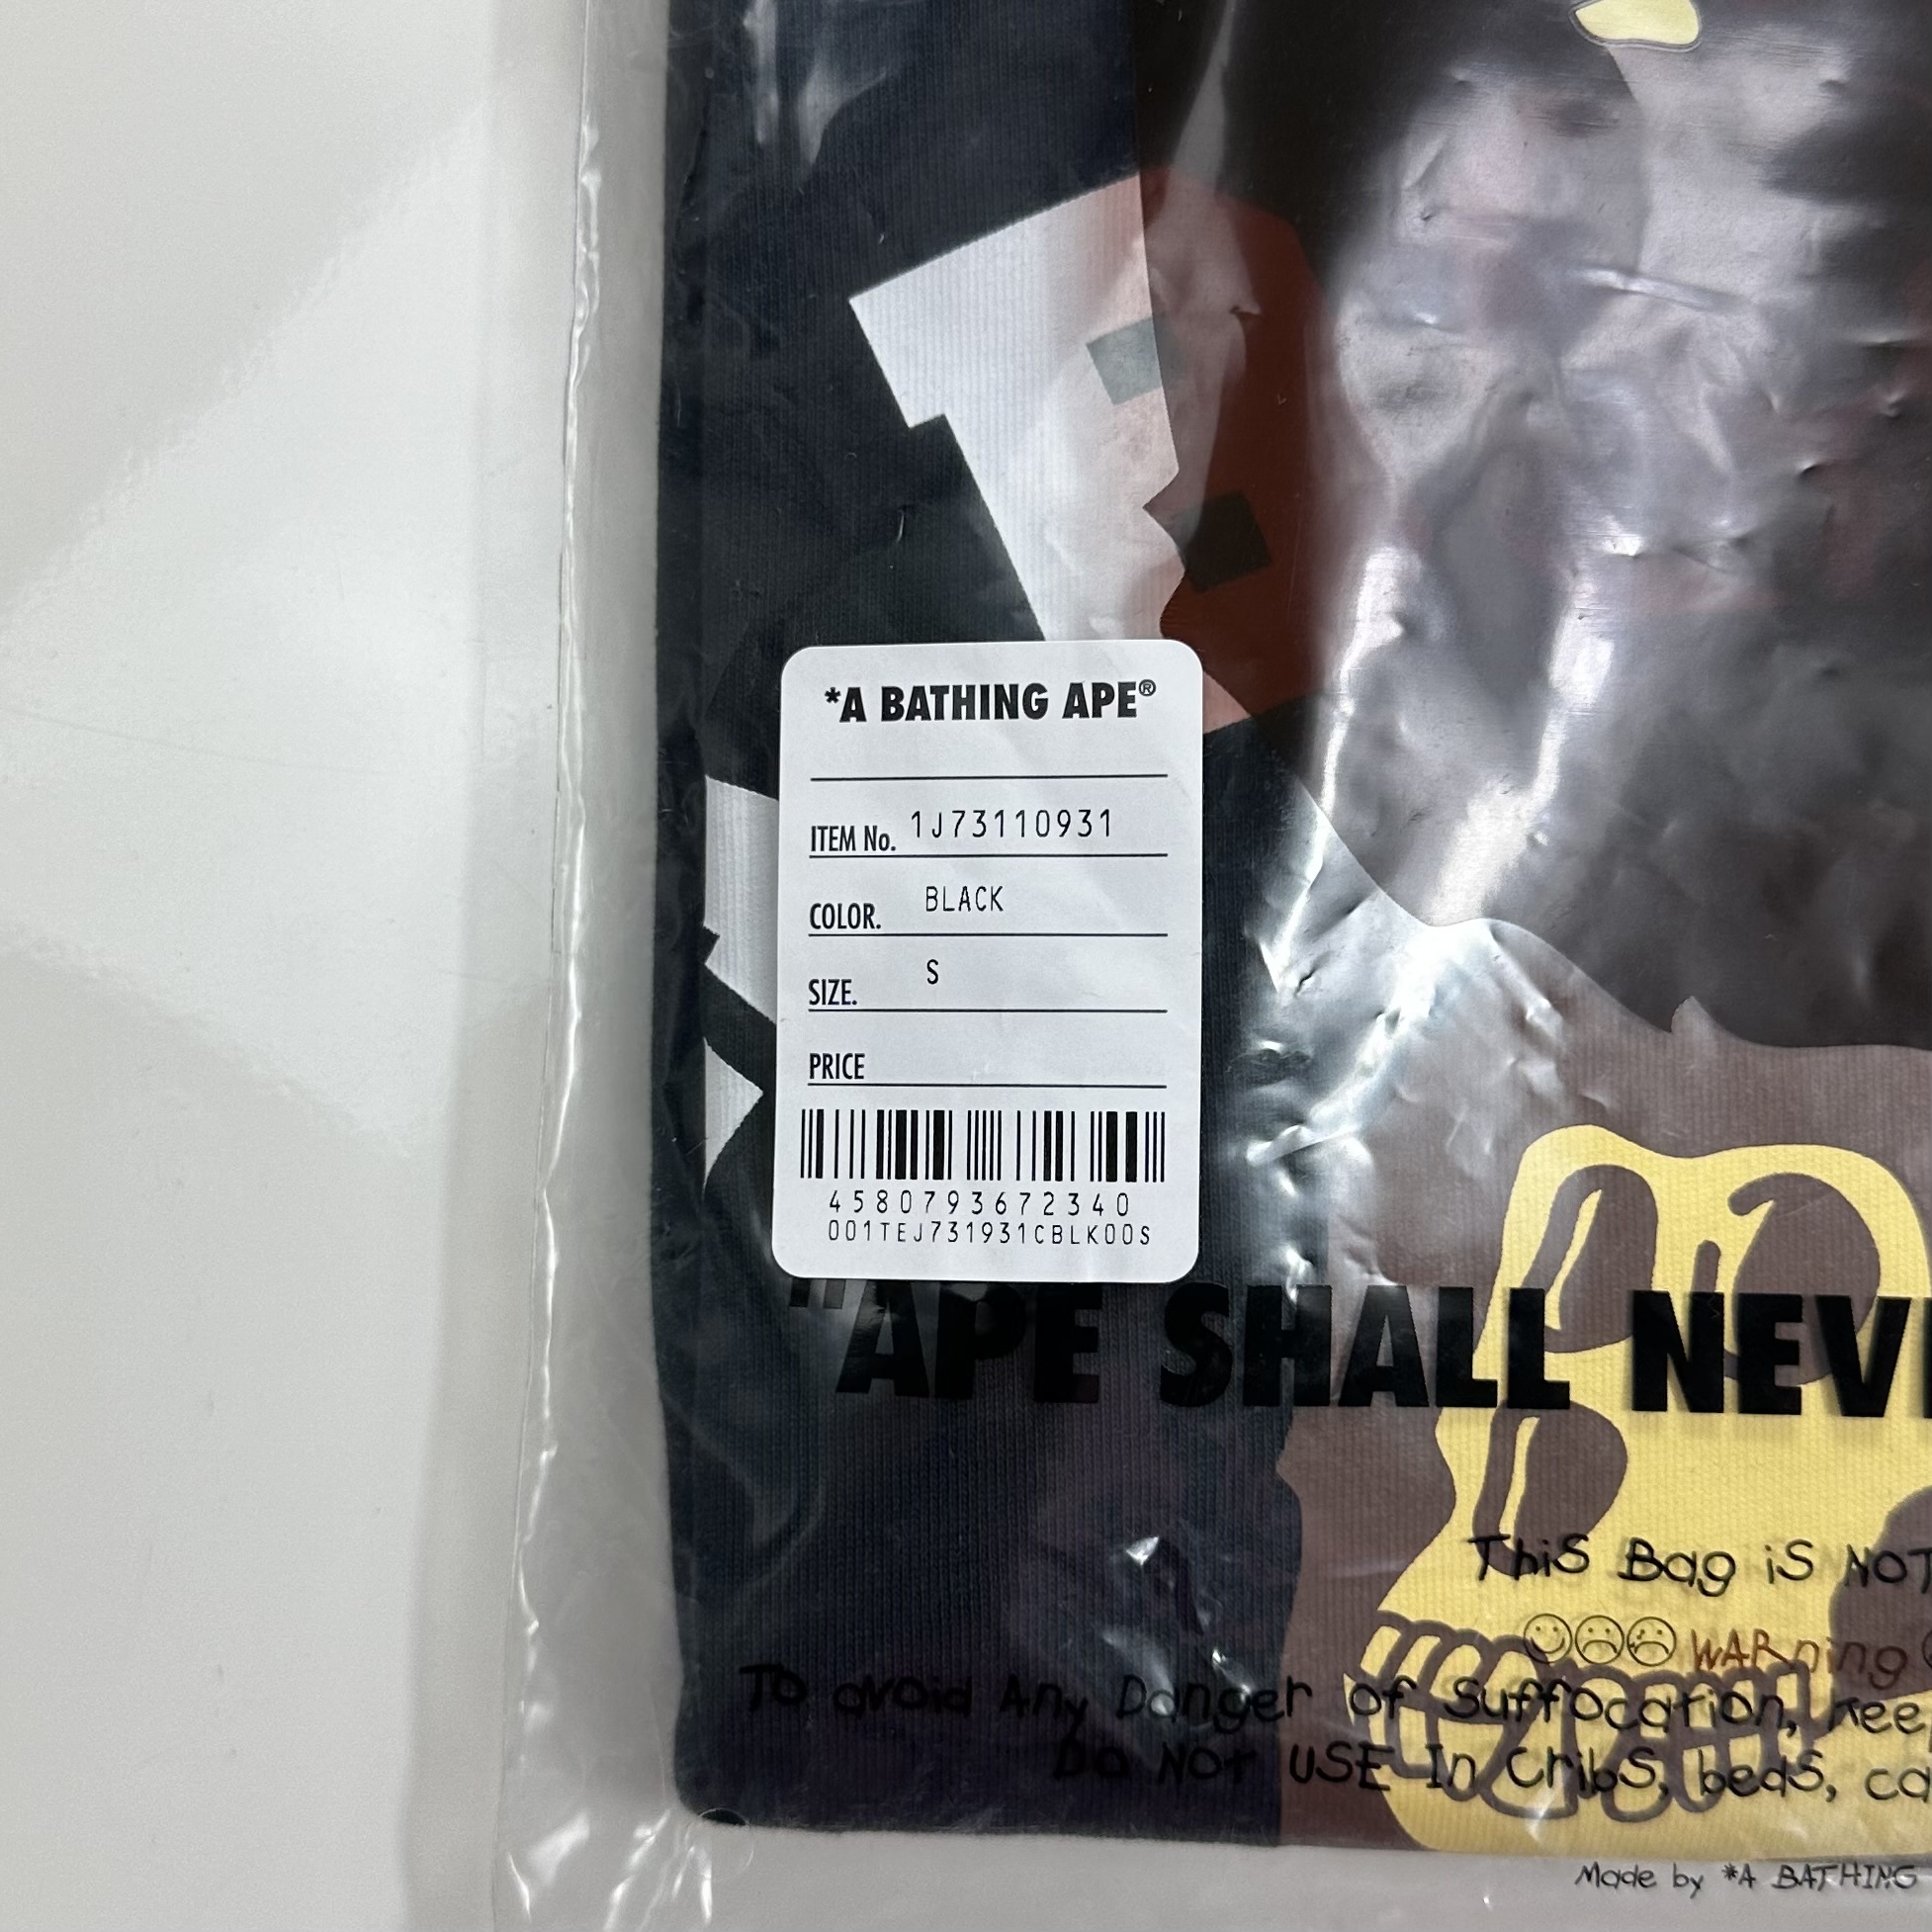 *A BATHING APE®
ITEM No. 1J73110931
COLOR. BLACK
SIZE. S
PRICE
4580793672340
001TEJ731931CBLK00S
"APE SHALL NEV
ThiS Bag iS NOT
WARning
To avoid Any Danger of Suffocation, kee
Do NOT USE In CribS, bedS, ca
Made by *A BATHING